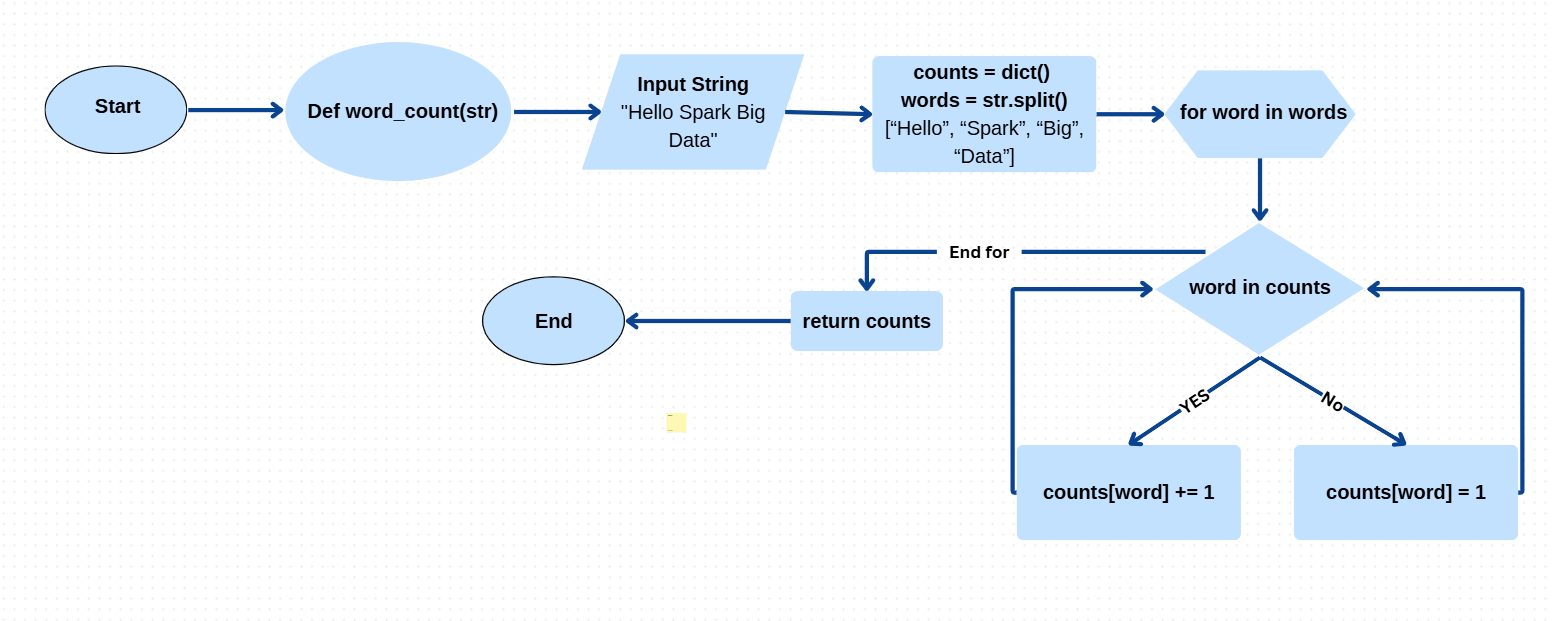 Start
Def word_count(str)
Input String
"Hello Spark Big
Data"
counts = dict()
words = str.split()
[“Hello”, “Spark”, “Big”,
“Data”]
for word in words
word in counts
End for
return counts
End
YES
No
counts[word] += 1
counts[word] = 1